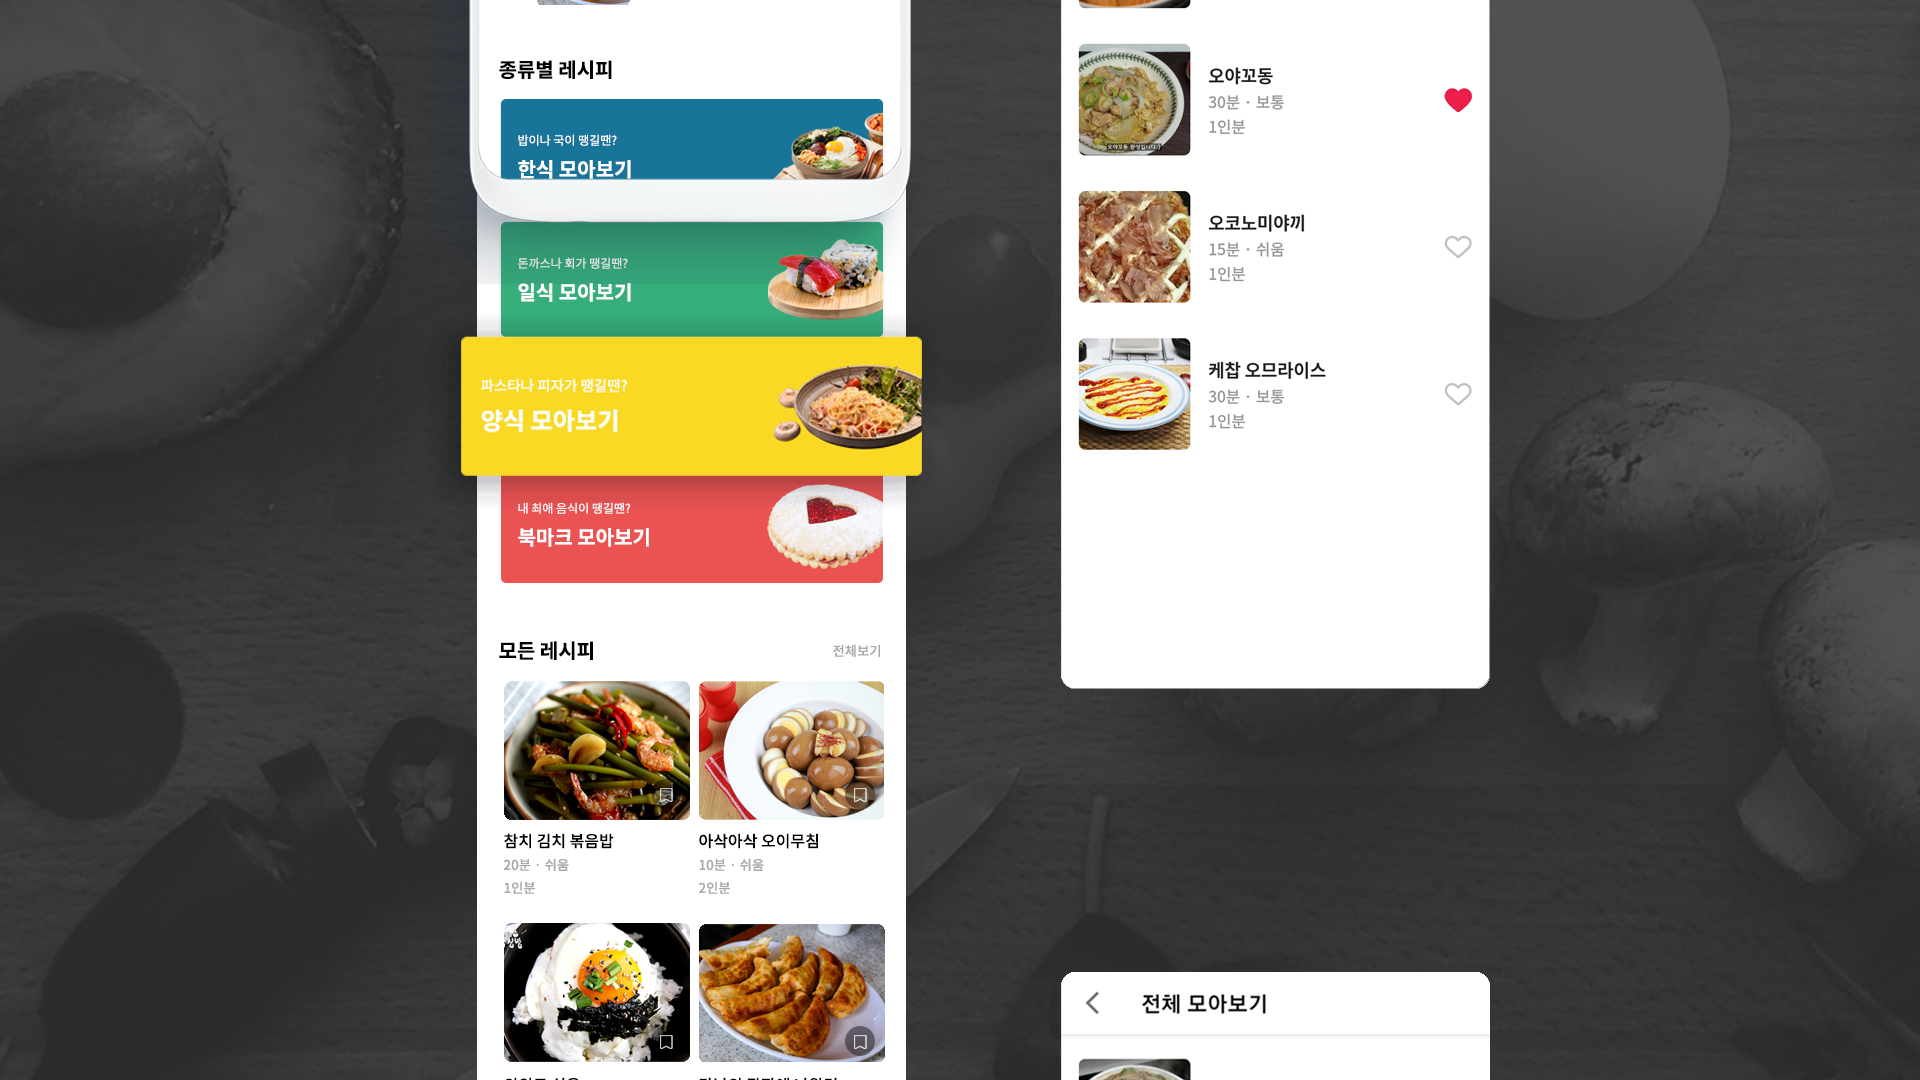 종류별 레시피
밥이나 국이 땡길땐?
한식 모아보기
돈까스나 회가 땡길땐?
일식 모아보기
파스타나 피자가 땡길땐?
양식 모아보기
내 최애 음식이 땡길땐?
북마크 모아보기
모든 레시피
전체보기
참치 김치 볶음밥
20분 · 쉬움
1인분
아삭아삭 오이무침
10분 · 쉬움
2인분
오야꼬동
30분 · 보통
1인분
오코노미야끼
15분 · 쉬움
1인분
케찹 오므라이스
30분 · 보통
1인분
전체 모아보기